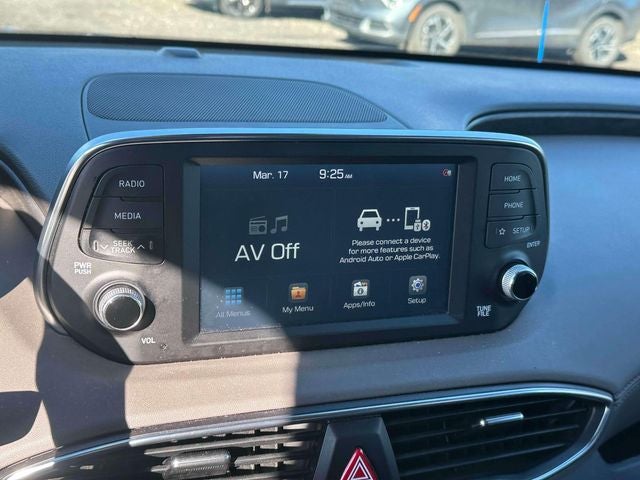 RADIO
MEDIA
SEEK
TRACK
PWR
PUSH
VOL
Mar. 17 9:25 AM
AV Off
Please connect a device
for more features such as
Android Auto or Apple CarPlay.
All Menus
My Menu
Apps/Info
Setup
HOME
PHONE
☆ SETUP
ENTER
TUNE
FILE